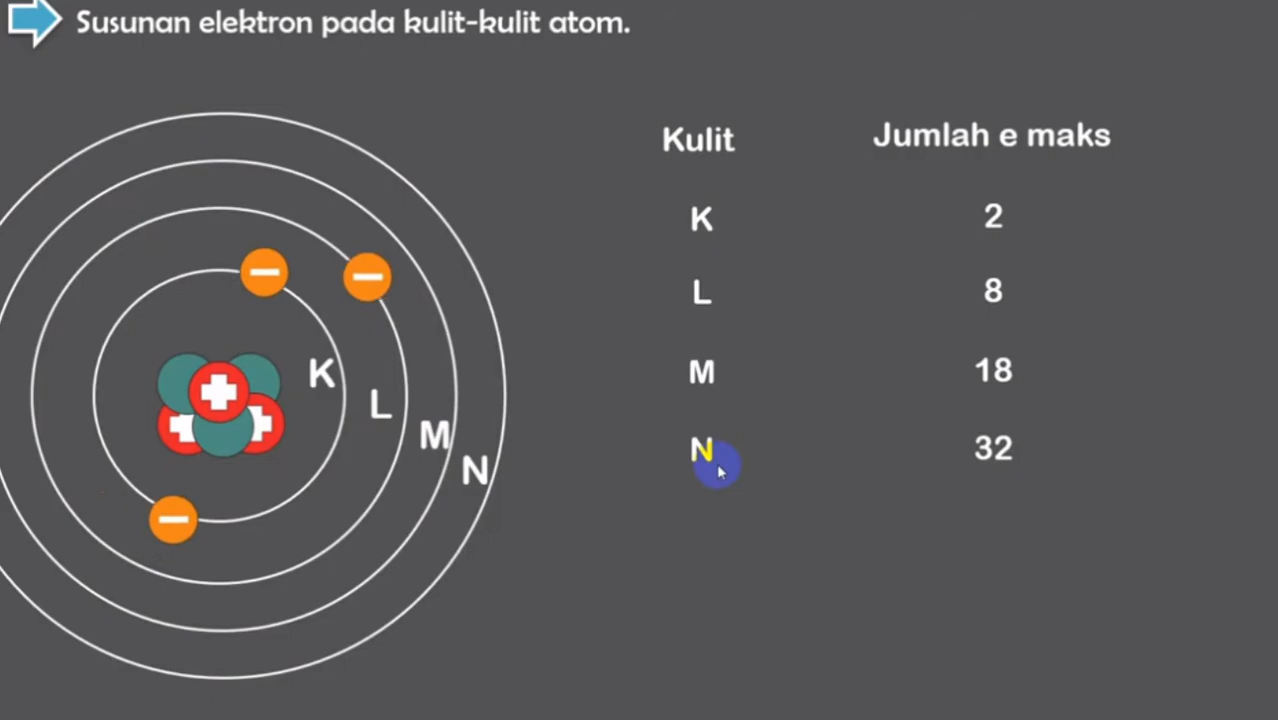 Susunan elektron pada kulit-kulit atom.
Kulit Jumlah e maks
K 2
L 8
M 18
N 32
K
L
M
N